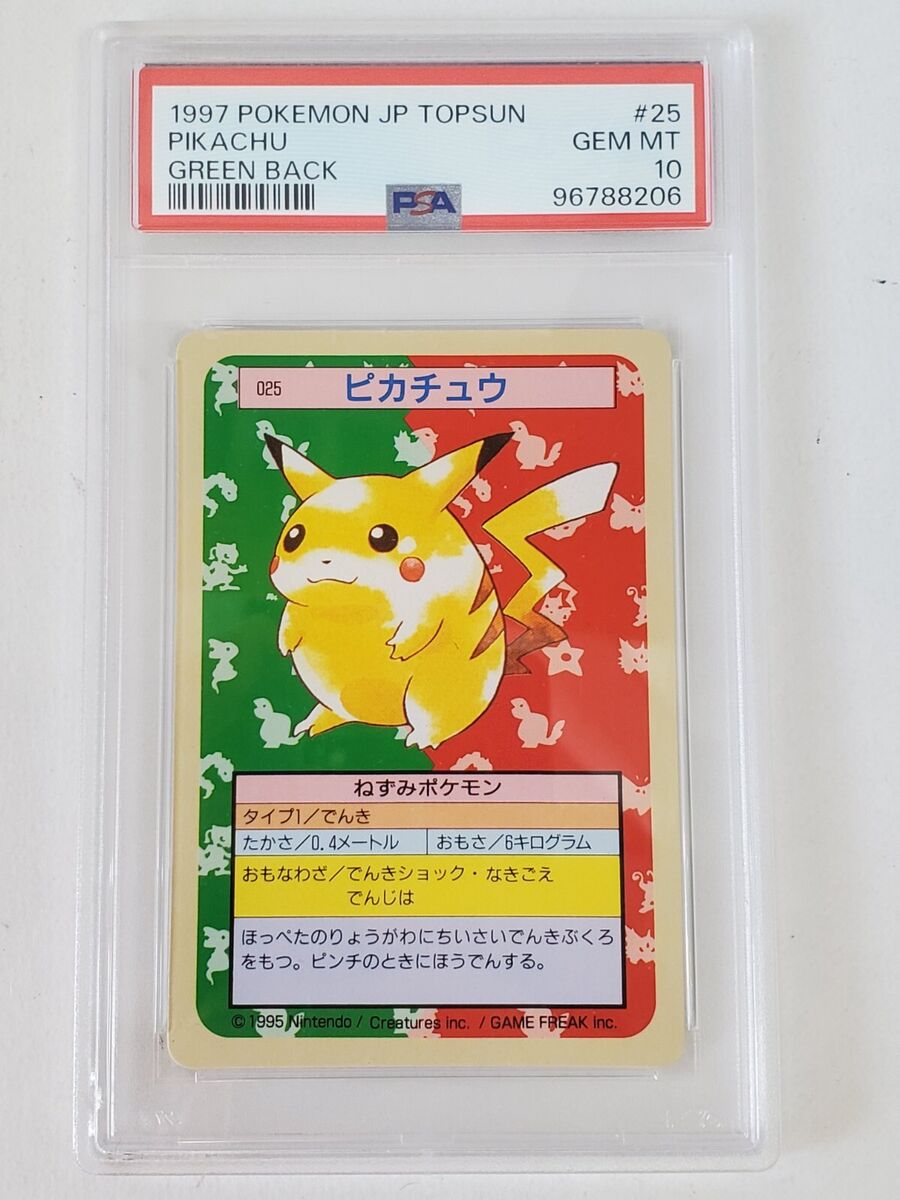 1997 POKEMON JP TOPSUN #25
PIKACHU GEM MT
GREEN BACK 10
PSA 96788206
025 ピカチュウ
ねずみポケモン
タイプ1/でんき
たかさ/0.4メートル おもさ/6キログラム
おもなわざ/でんきショック・なきごえ
でんじは
ほっぺたのりょうがわにちいさいでんきぶくろ
をもつ。ピンチのときにほうでんする。
© 1995 Nintendo / Creatures inc. / GAME FREAK inc.